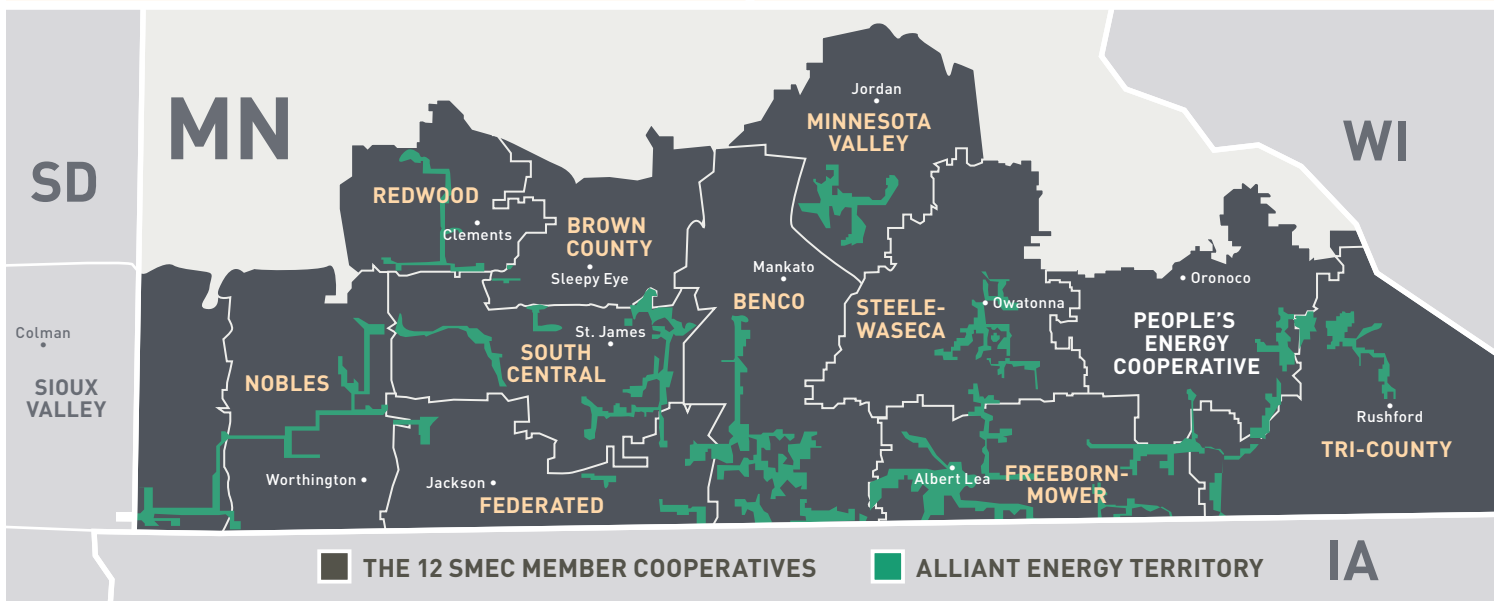 MN
SD
WI
Jordan
MINNESOTA
VALLEY
REDWOOD
Clements
BROWN
COUNTY
Sleepy Eye
Mankato
BENCO
Oronoco
Owatonna
STEELE-
WASECA
PEOPLE'S
ENERGY
COOPERATIVE
Colman
SIOUX
VALLEY
St. James
SOUTH
CENTRAL
NOBLES
Rushford
TRI-COUNTY
Worthington
Jackson
FEDERATED
Albert Lea
FREEBORN-
MOWER
THE 12 SMEC MEMBER COOPERATIVES
ALLIANT ENERGY TERRITORY
IA